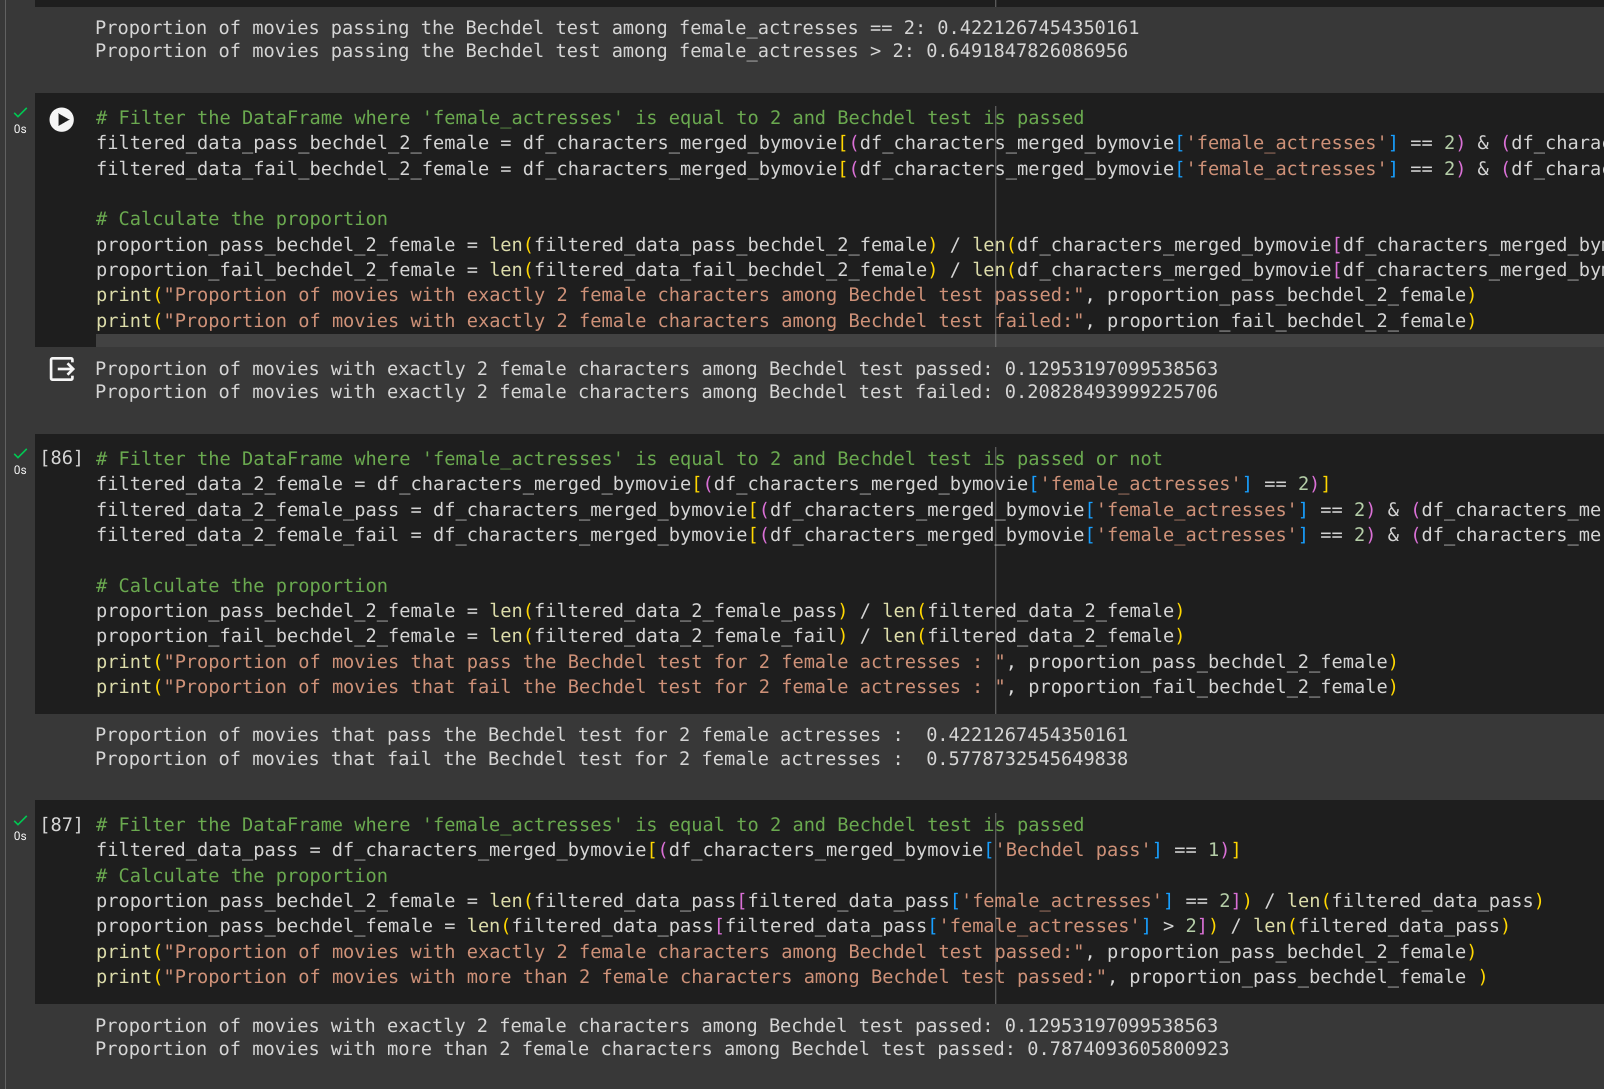 Proportion of movies passing the Bechdel test among female_actresses == 2: 0.4221267454350161
Proportion of movies passing the Bechdel test among female_actresses > 2: 0.6491847826086956
0s
# Filter the DataFrame where 'female_actresses' is equal to 2 and Bechdel test is passed
filtered_data_pass_bechdel_2_female = df_characters_merged_bymovie[(df_characters_merged_bymovie['female_actresses'] == 2) & (df_chara
filtered_data_fail_bechdel_2_female = df_characters_merged_bymovie[(df_characters_merged_bymovie['female_actresses'] == 2) & (df_chara
# Calculate the proportion
proportion_pass_bechdel_2_female = len(filtered_data_pass_bechdel_2_female) / len(df_characters_merged_bymovie[df_characters_merged_by
proportion_fail_bechdel_2_female = len(filtered_data_fail_bechdel_2_female) / len(df_characters_merged_bymovie[df_characters_merged_by
print("Proportion of movies with exactly 2 female characters among Bechdel test passed:", proportion_pass_bechdel_2_female)
print("Proportion of movies with exactly 2 female characters among Bechdel test failed:", proportion_fail_bechdel_2_female)
Proportion of movies with exactly 2 female characters among Bechdel test passed: 0.12953197099538563
Proportion of movies with exactly 2 female characters among Bechdel test failed: 0.20828493999225706
0s
[86] # Filter the DataFrame where 'female_actresses' is equal to 2 and Bechdel test is passed or not
filtered_data_2_female = df_characters_merged_bymovie[(df_characters_merged_bymovie['female_actresses'] == 2)]
filtered_data_2_female_pass = df_characters_merged_bymovie[(df_characters_merged_bymovie['female_actresses'] == 2) & (df_characters_me
filtered_data_2_female_fail = df_characters_merged_bymovie[(df_characters_merged_bymovie['female_actresses'] == 2) & (df_characters_me
# Calculate the proportion
proportion_pass_bechdel_2_female = len(filtered_data_2_female_pass) / len(filtered_data_2_female)
proportion_fail_bechdel_2_female = len(filtered_data_2_female_fail) / len(filtered_data_2_female)
print("Proportion of movies that pass the Bechdel test for 2 female actresses : ", proportion_pass_bechdel_2_female)
print("Proportion of movies that fail the Bechdel test for 2 female actresses : ", proportion_fail_bechdel_2_female)
Proportion of movies that pass the Bechdel test for 2 female actresses :  0.4221267454350161
Proportion of movies that fail the Bechdel test for 2 female actresses :  0.5778732545649838
0s
[87] # Filter the DataFrame where 'female_actresses' is equal to 2 and Bechdel test is passed
filtered_data_pass = df_characters_merged_bymovie[(df_characters_merged_bymovie['Bechdel pass'] == 1)]
# Calculate the proportion
proportion_pass_bechdel_2_female = len(filtered_data_pass[filtered_data_pass['female_actresses'] == 2]) / len(filtered_data_pass)
proportion_pass_bechdel_female = len(filtered_data_pass[filtered_data_pass['female_actresses'] > 2]) / len(filtered_data_pass)
print("Proportion of movies with exactly 2 female characters among Bechdel test passed:", proportion_pass_bechdel_2_female)
print("Proportion of movies with more than 2 female characters among Bechdel test passed:", proportion_pass_bechdel_female )
Proportion of movies with exactly 2 female characters among Bechdel test passed: 0.12953197099538563
Proportion of movies with more than 2 female characters among Bechdel test passed: 0.7874093605800923